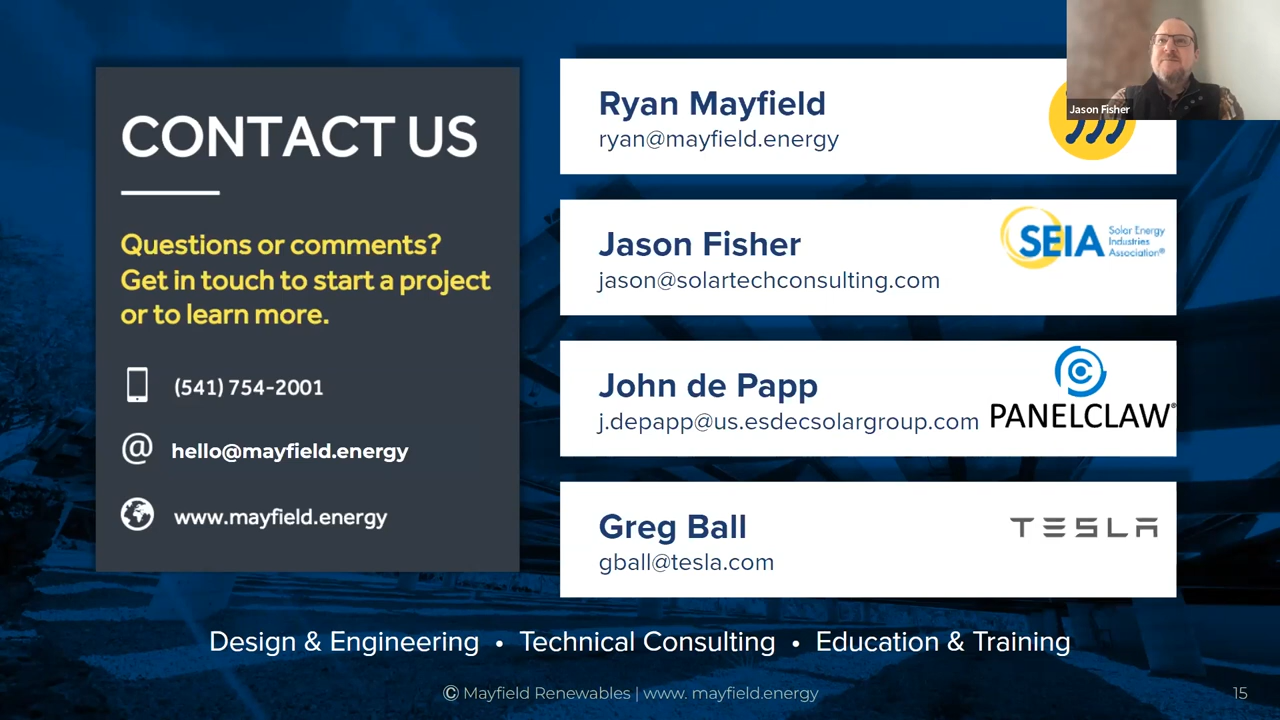 CONTACT US
Questions or comments?
Get in touch to start a project
or to learn more.
(541) 754-2001
@
hello@mayfield.energy
www.mayfield.energy
Ryan Mayfield
ryan@mayfield.energy
Jason Fisher
Jason Fisher
jason@solartechconsulting.com
SEIA
Solar Energy
Industries
Association®
John de Papp
j.depapp@us.esdecsolargroup.com
PANELCLAW®
Greg Ball
gball@tesla.com
TESLA
Design & Engineering • Technical Consulting • Education & Training
© Mayfield Renewables | www. mayfield.energy
15